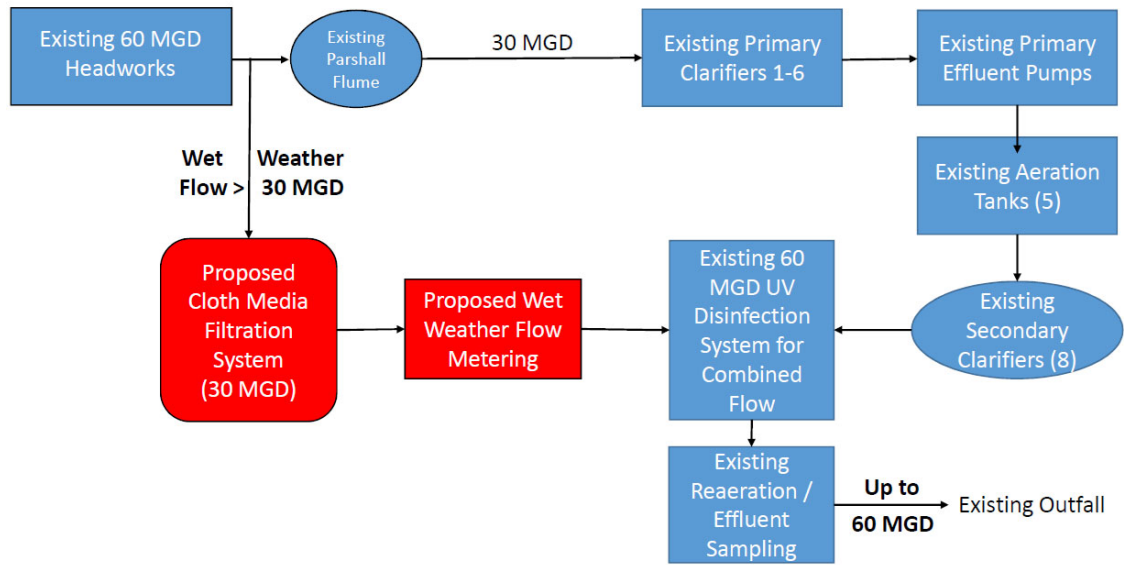 Existing 60 MGD
Headworks
Existing
Parshall
Flume
30 MGD
Existing Primary
Clarifiers 1-6
Existing Primary
Effluent Pumps
Wet Weather
Flow > 30 MGD
Existing Aeration
Tanks (5)
Proposed
Cloth Media
Filtration
System
(30 MGD)
Proposed Wet
Weather Flow
Metering
Existing 60
MGD UV
Disinfection
System for
Combined
Flow
Existing
Secondary
Clarifiers (8)
Existing
Reaeration /
Effluent
Sampling
Up to
60 MGD
Existing Outfall